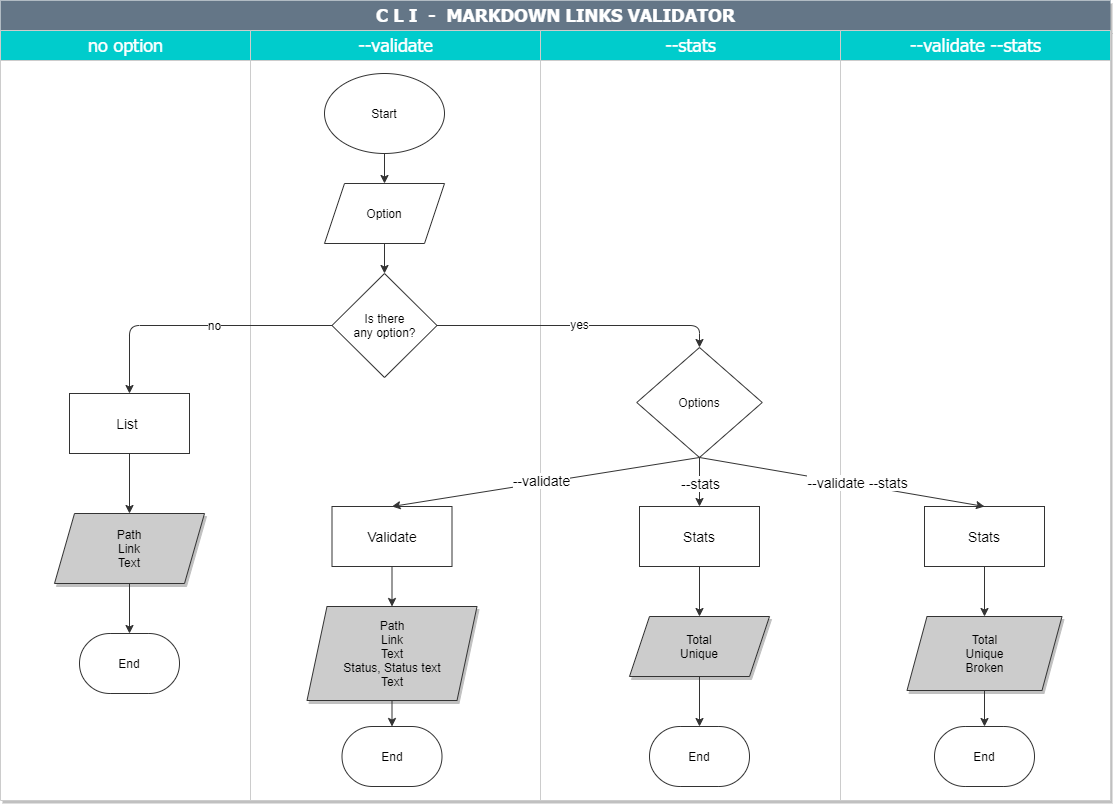 C L I - MARKDOWN LINKS VALIDATOR
no option
--validate
--stats
--validate --stats
Start
Option
Is there
any option?
no
yes
List
Options
--validate
--stats
--validate --stats
Path
Link
Text
Validate
Stats
Stats
End
Path
Link
Text
Status, Status text
Text
Total
Unique
Total
Unique
Broken
End
End
End